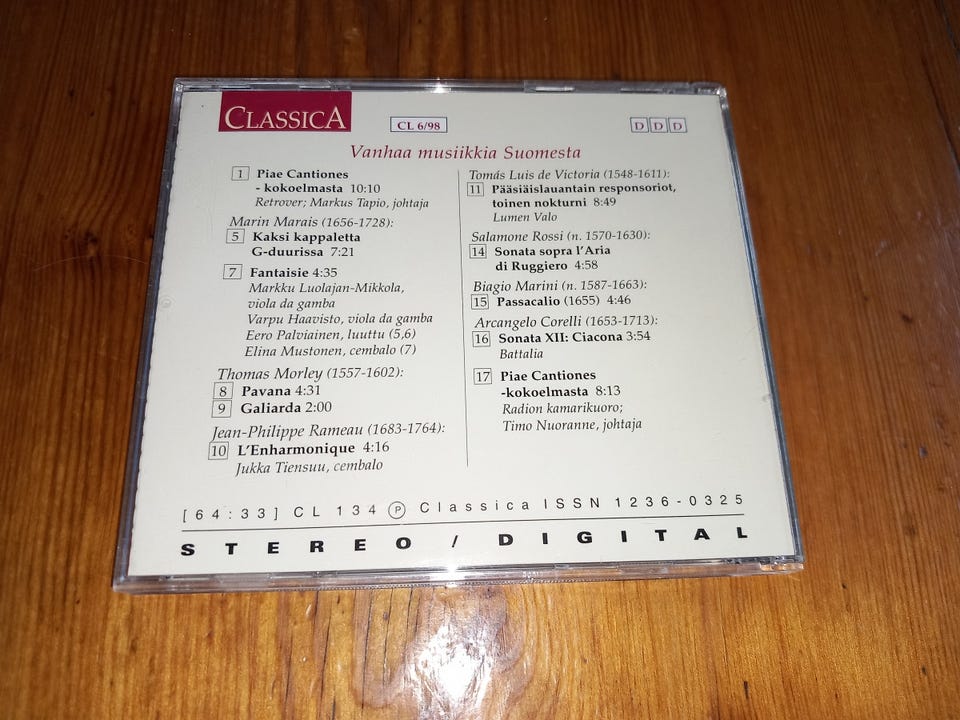 CLASSICA
CL 6/98
D D D
Vanhaa musiikkia Suomesta
1 Piae Cantiones
- kokoelmasta 10:10
Retrover; Markus Tapio, johtaja
Marin Marais (1656-1728):
5 Kaksi kappaletta
G-duurissa 7:21
7 Fantaisie 4:35
Markku Luolajan-Mikkola,
viola da gamba
Varpu Haavisto, viola da gamba
Eero Palviainen, luuttu (5,6)
Elina Mustonen, cembalo (7)
Thomas Morley (1557-1602):
8 Pavana 4:31
9 Galiarda 2:00
Jean-Philippe Rameau (1683-1764):
10 L'Enharmonique 4:16
Jukka Tiensuu, cembalo
Tomás Luis de Victoria (1548-1611):
11 Pääsiäislauantain responsoriot,
toinen nokturni 8:49
Lumen Valo
Salamone Rossi (n. 1570-1630):
14 Sonata sopra l'Aria
di Ruggiero 4:58
Biagio Marini (n. 1587-1663):
15 Passacalio (1655) 4:46
Arcangelo Corelli (1653-1713):
16 Sonata XII: Ciacona 3:54
Battalia
17 Piae Cantiones
-kokoelmasta 8:13
Radion kamarikuoro;
Timo Nuoranne, johtaja
[64:33] CL 134 Ⓟ Classica ISSN 1236-0325
STEREO / DIGITAL